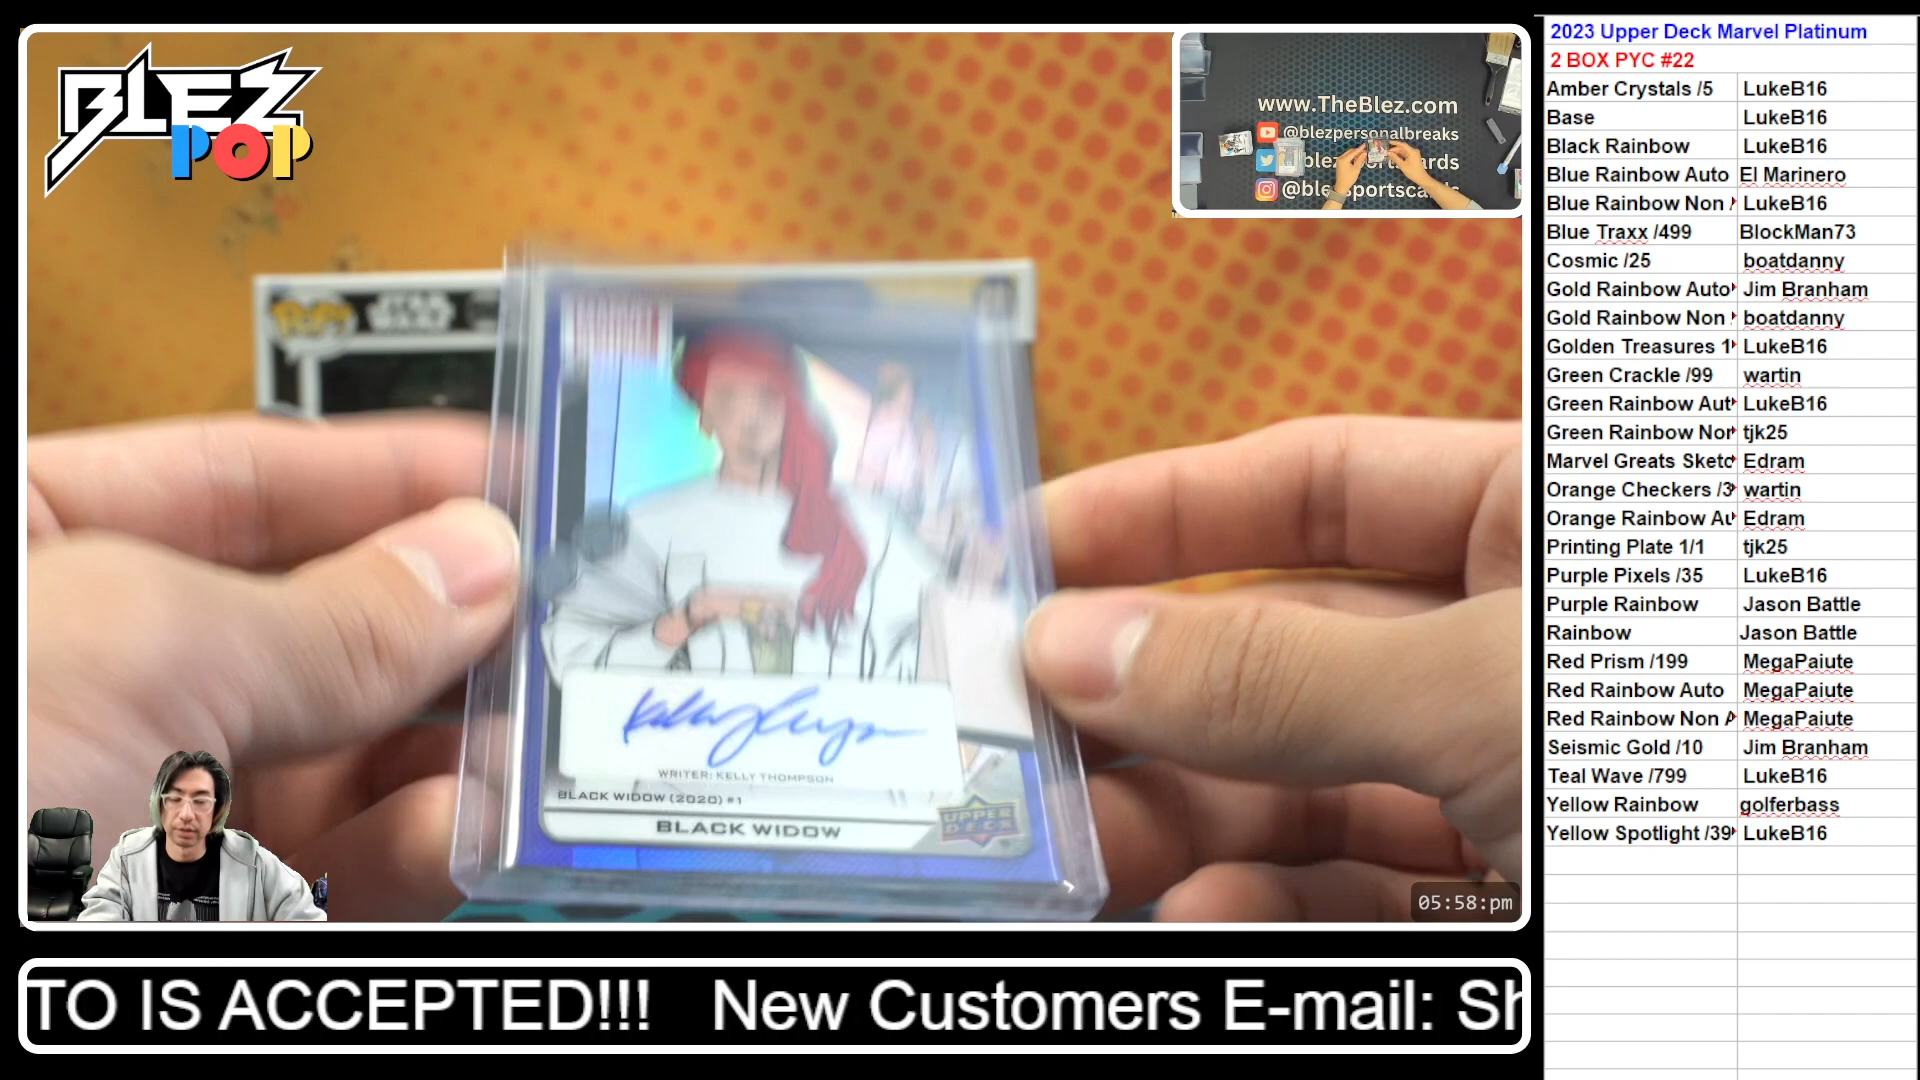 BLEZ
POP
www.TheBlez.com
@blezpersonalbreaks
STAR
WARS
WRITER: KELLY THOMPSON
BLACK WIDOW (2020) #1
BLACK WIDOW
UPPER
DECK
05:58:pm
TO IS ACCEPTED!!! New Customers E-mail: Sh
2023 Upper Deck Marvel Platinum
2 BOX PYC #22
Amber Crystals /5 LukeB16
Base LukeB16
Black Rainbow LukeB16
Blue Rainbow Auto El Marinero
Blue Rainbow Non LukeB16
Blue Traxx /499 BlockMan73
Cosmic /25 boatdanny
Gold Rainbow Auto Jim Branham
Gold Rainbow Non boatdanny
Golden Treasures 1 LukeB16
Green Crackle /99 wartin
Green Rainbow Aut LukeB16
Green Rainbow Nor tjk25
Marvel Greats Sketc Edram
Orange Checkers /3 wartin
Orange Rainbow Au Edram
Printing Plate 1/1 tjk25
Purple Pixels /35 LukeB16
Purple Rainbow Jason Battle
Rainbow Jason Battle
Red Prism /199 MegaPaiute
Red Rainbow Auto MegaPaiute
Red Rainbow Non A MegaPaiute
Seismic Gold /10 Jim Branham
Teal Wave /799 LukeB16
Yellow Rainbow golferbass
Yellow Spotlight /39 LukeB16